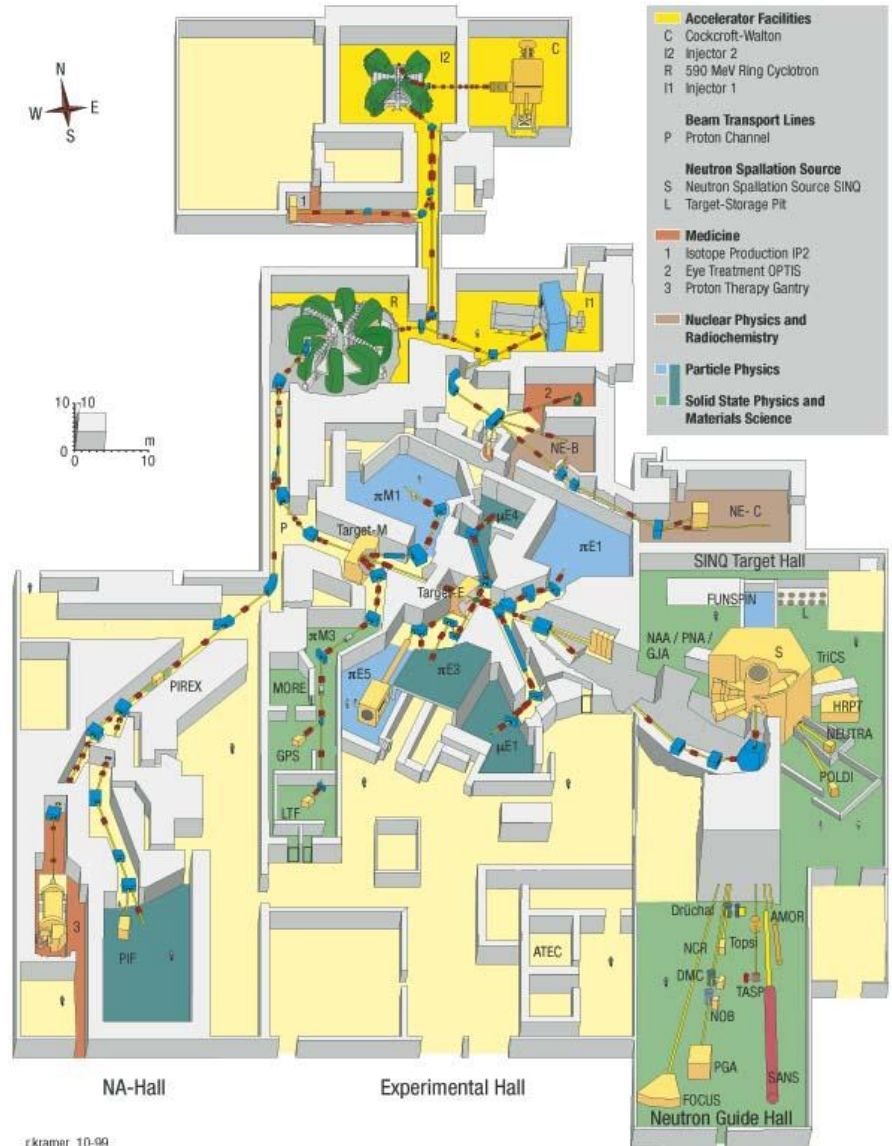 I2
C
N
W
E
S
1
R
I1
10
10
0
0
10
m
2
NE-B
πM1
μE4
P
Target-M
πE1
NE- C
SINQ Target Hall
Target-E
FUNSPIN
L
NAA / PNA /
GJA
S
TriCS
πM3
PIREX
MORE
πE5
πE3
HRPT
NEUTRA
μE1
GPS
POLDI
LTF
3
PIF
ATEC
Drüchal
AMOR
NCR
Topsi
DMC
TASP
NOB
PGA
SANS
FOCUS
Neutron Guide Hall
NA-Hall
Experimental Hall
r.kramer 10-99
Accelerator Facilities
C Cockcroft-Walton
I2 Injector 2
R 590 MeV Ring Cyclotron
I1 Injector 1
Beam Transport Lines
P Proton Channel
Neutron Spallation Source
S Neutron Spallation Source SINQ
L Target-Storage Pit
Medicine
1 Isotope Production IP2
2 Eye Treatment OPTIS
3 Proton Therapy Gantry
Nuclear Physics and
Radiochemistry
Particle Physics
Solid State Physics and
Materials Science